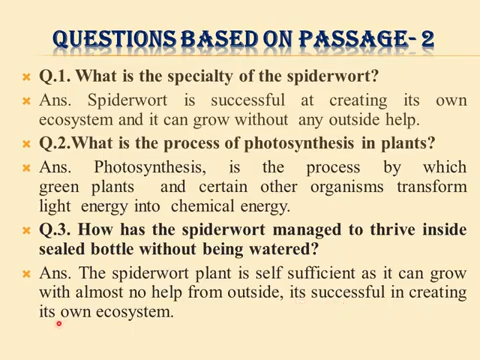 QUESTIONS BASED ON PASSAGE- 2
Q.1. What is the specialty of the spiderwort?
Ans. Spiderwort is successful at creating its own
ecosystem and it can grow without any outside help.
Q.2.What is the process of photosynthesis in plants?
Ans. Photosynthesis, is the process by which
green plants and certain other organisms transform
light energy into chemical energy.
Q.3. How has the spiderwort managed to thrive inside
sealed bottle without being watered?
Ans. The spiderwort plant is self sufficient as it can grow
with almost no help from outside, its successful in creating
its own ecosystem.